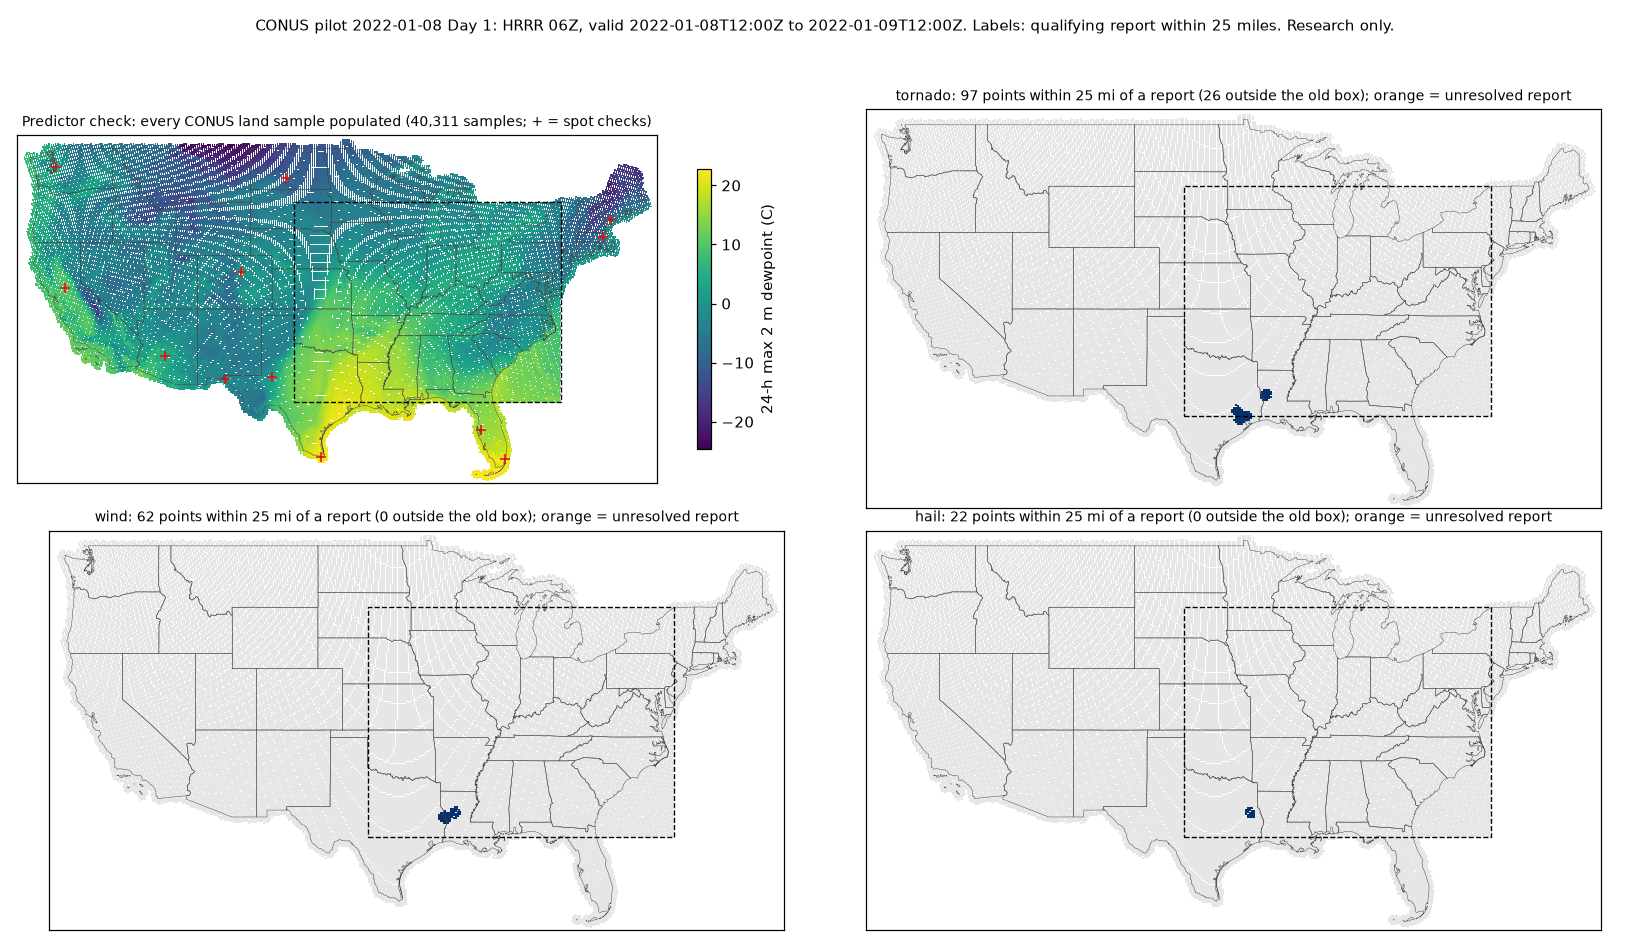 CONUS pilot 2022-01-08 Day 1: HRRR 06Z, valid 2022-01-08T12:00Z to 2022-01-09T12:00Z. Labels: qualifying report within 25 miles. Research only.
Predictor check: every CONUS land sample populated (40,311 samples; + = spot checks)
20
10
0
−10
−20
24-h max 2 m dewpoint (C)
tornado: 97 points within 25 mi of a report (26 outside the old box); orange = unresolved report
wind: 62 points within 25 mi of a report (0 outside the old box); orange = unresolved report
hail: 22 points within 25 mi of a report (0 outside the old box); orange = unresolved report